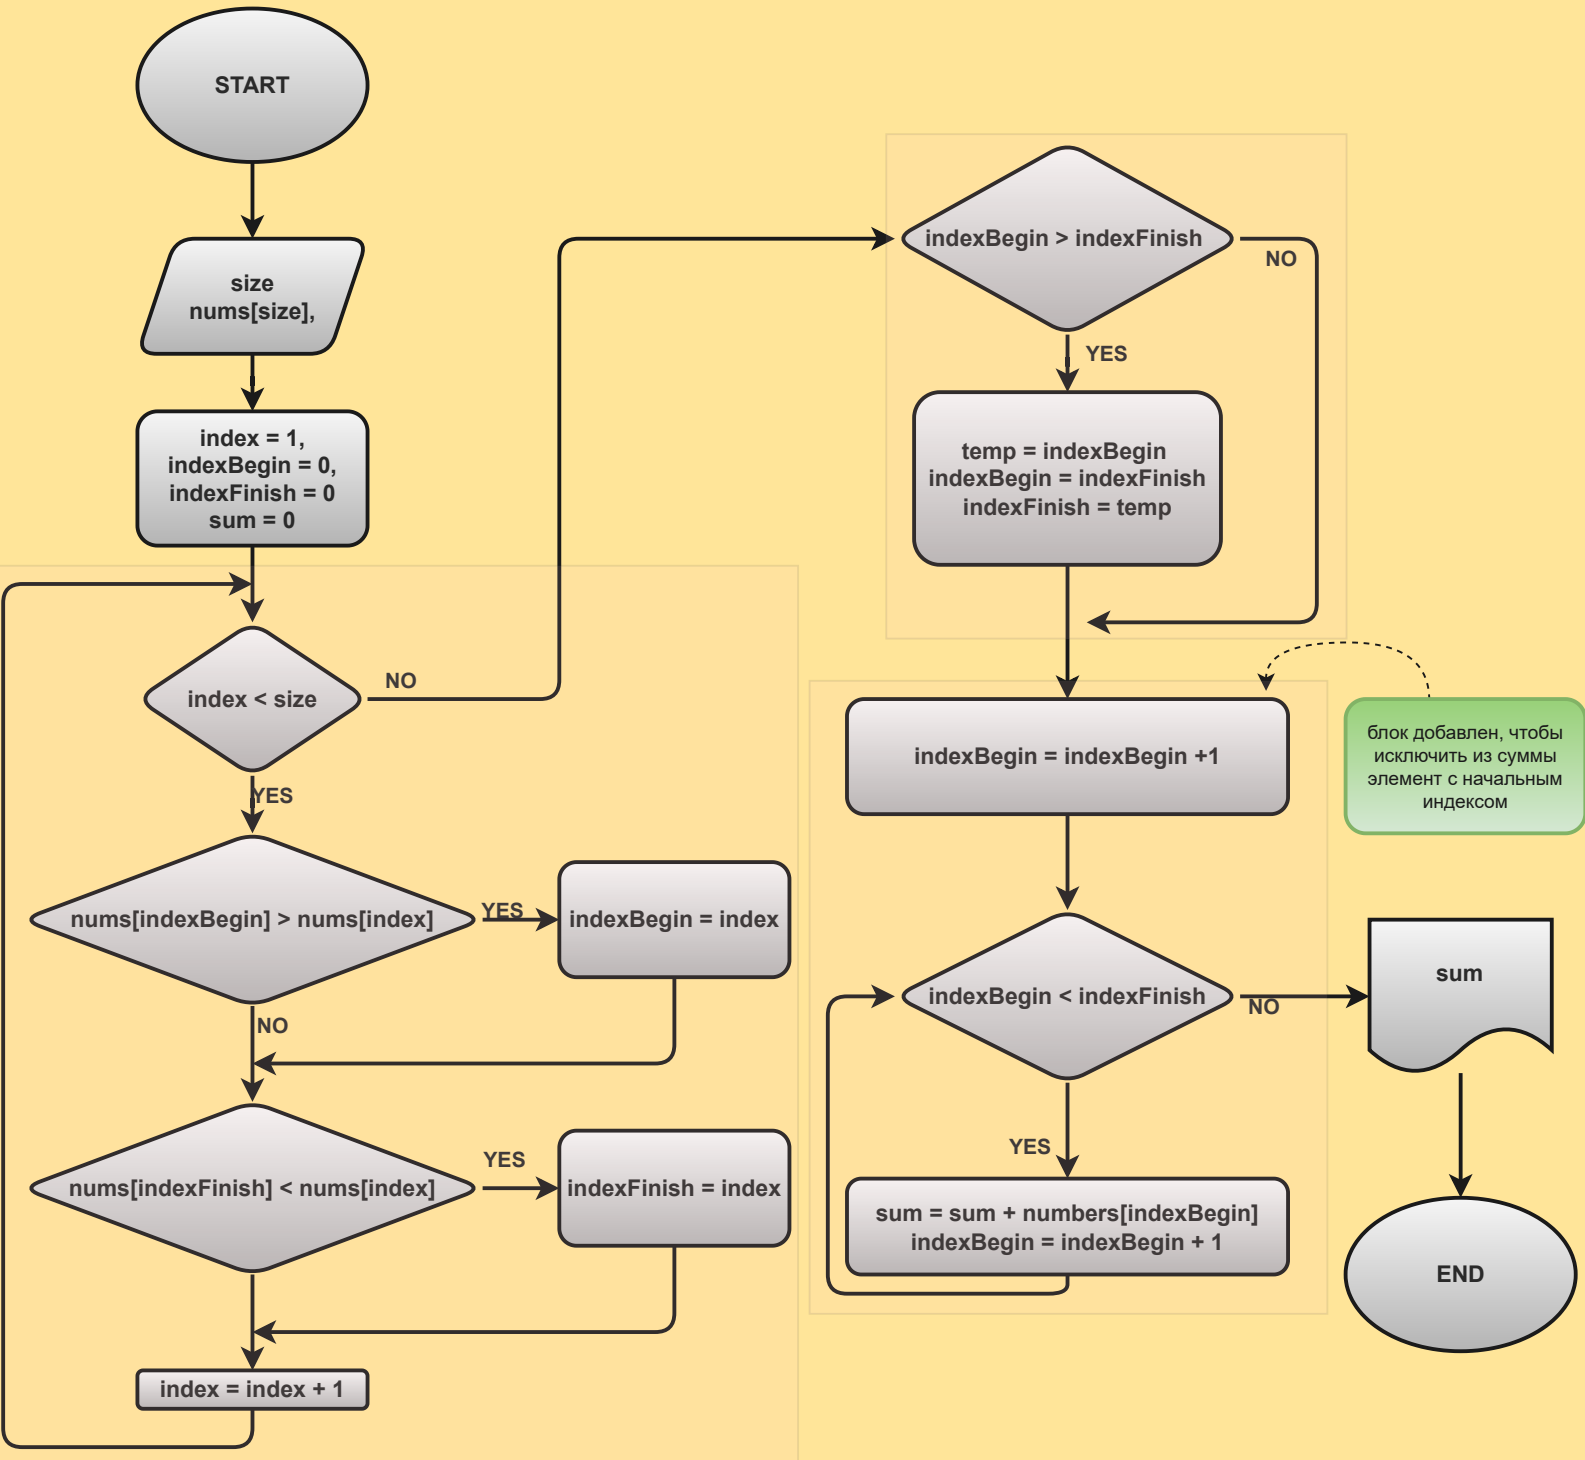 START
size
nums[size],
index = 1,
indexBegin = 0,
indexFinish = 0
sum = 0
index < size
NO
YES
nums[indexBegin] > nums[index]
YES
indexBegin = index
NO
nums[indexFinish] < nums[index]
YES
indexFinish = index
index = index + 1
indexBegin > indexFinish
NO
YES
temp = indexBegin
indexBegin = indexFinish
indexFinish = temp
indexBegin = indexBegin +1
блок добавлен, чтобы
исключить из суммы
элемент с начальным
индексом
indexBegin < indexFinish
NO
YES
sum = sum + numbers[indexBegin]
indexBegin = indexBegin + 1
sum
END